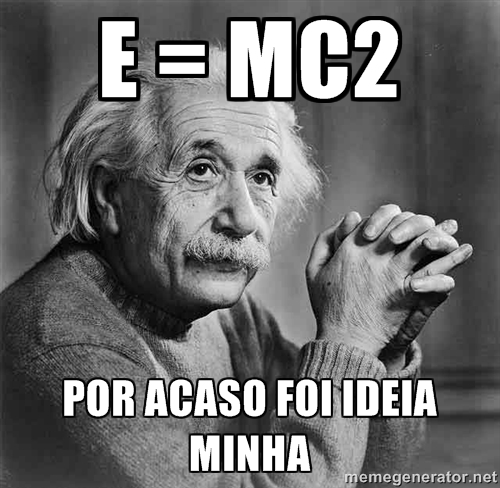 E = MC2
POR ACASO FOI IDEIA
MINHA
memegenerator.net